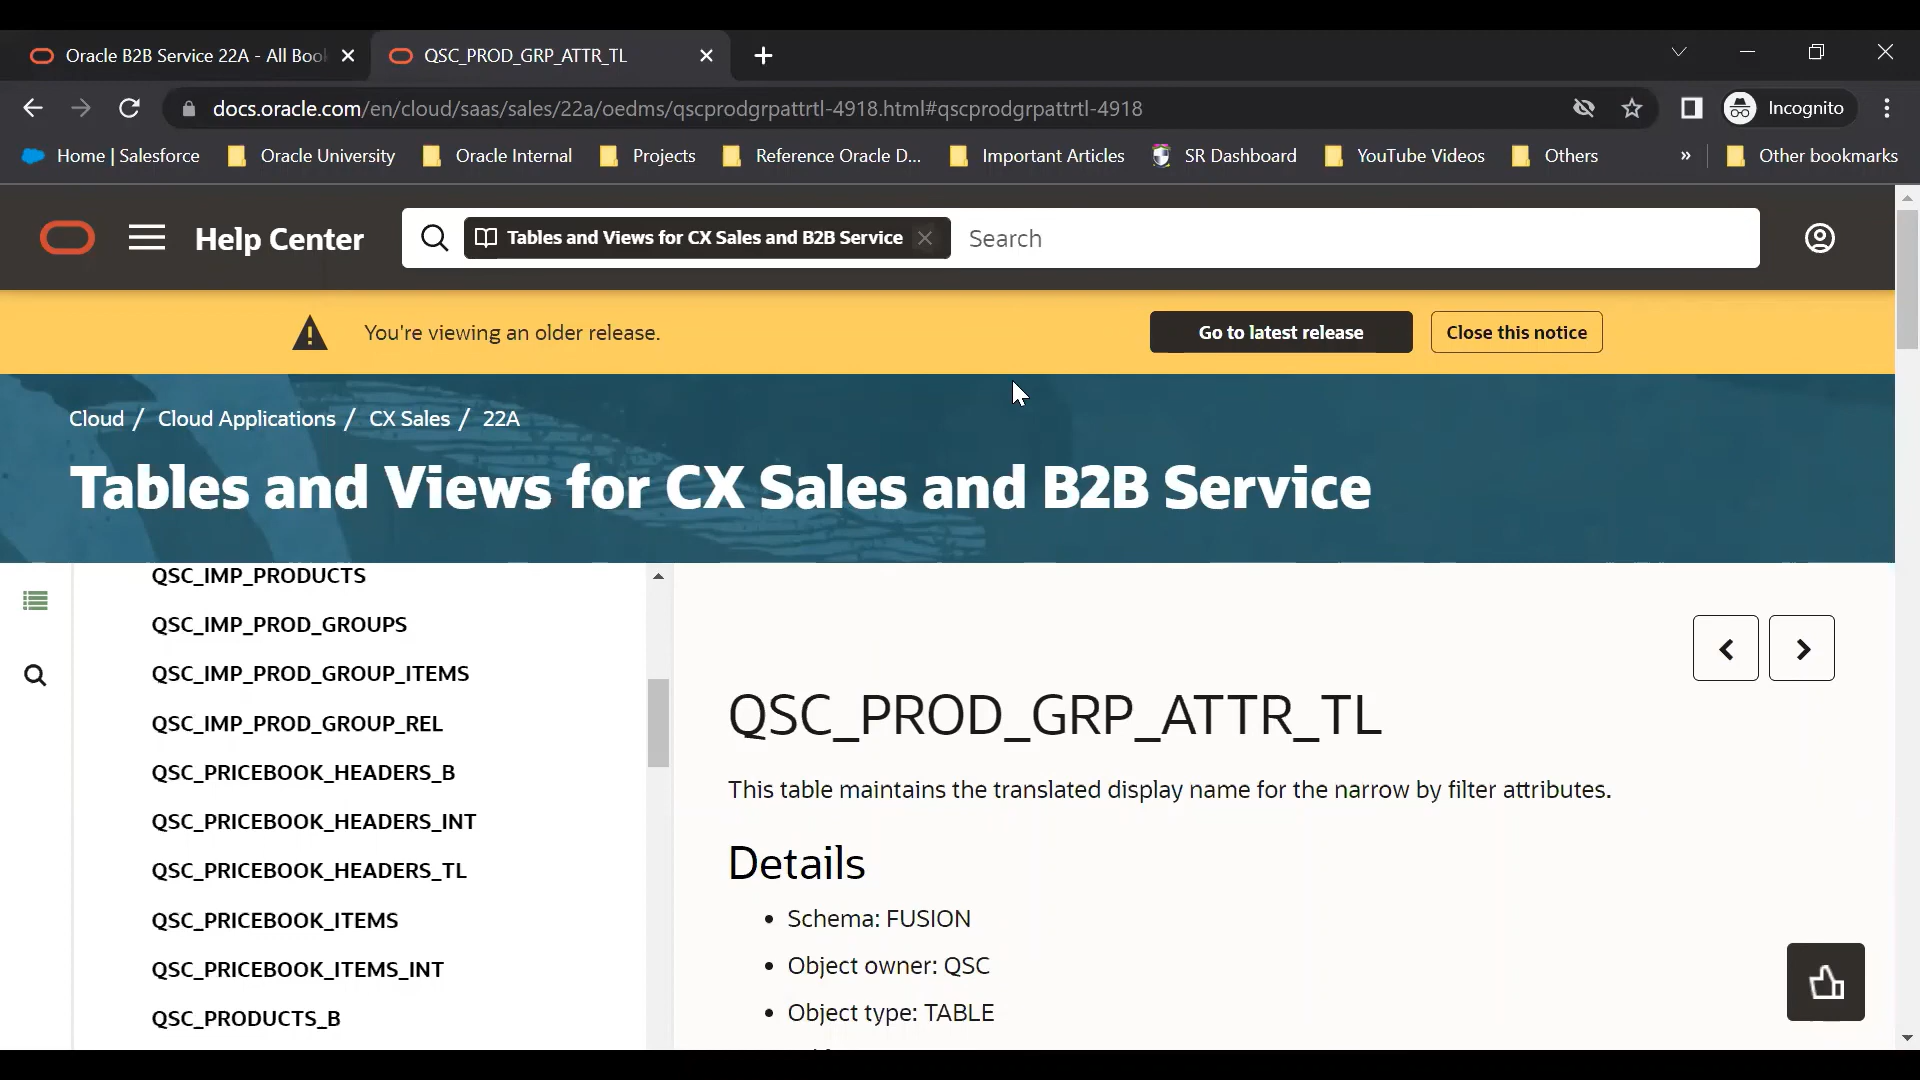 Oracle B2B Service 22A - All Boo
QSC_PROD_GRP_ATTR_TL
docs.oracle.com/en/cloud/saas/sales/22a/oedms/qscprodgrpattrtl-4918.html#qscprodgrpattrtl-4918
Incognito
Home | Salesforce
Oracle University
Oracle Internal
Projects
Reference Oracle D...
Important Articles
SR Dashboard
YouTube Videos
Others
»
Other bookmarks
Help Center
Tables and Views for CX Sales and B2B Service
Search
You're viewing an older release.
Go to latest release
Close this notice
Cloud / Cloud Applications / CX Sales / 22A
Tables and Views for CX Sales and B2B Service
QSC_IMP_PRODUCTS
QSC_IMP_PROD_GROUPS
QSC_IMP_PROD_GROUP_ITEMS
QSC_IMP_PROD_GROUP_REL
QSC_PRICEBOOK_HEADERS_B
QSC_PRICEBOOK_HEADERS_INT
QSC_PRICEBOOK_HEADERS_TL
QSC_PRICEBOOK_ITEMS
QSC_PRICEBOOK_ITEMS_INT
QSC_PRODUCTS_B
QSC_PROD_GRP_ATTR_TL
This table maintains the translated display name for the narrow by filter attributes.
Details
• Schema: FUSION
• Object owner: QSC
• Object type: TABLE